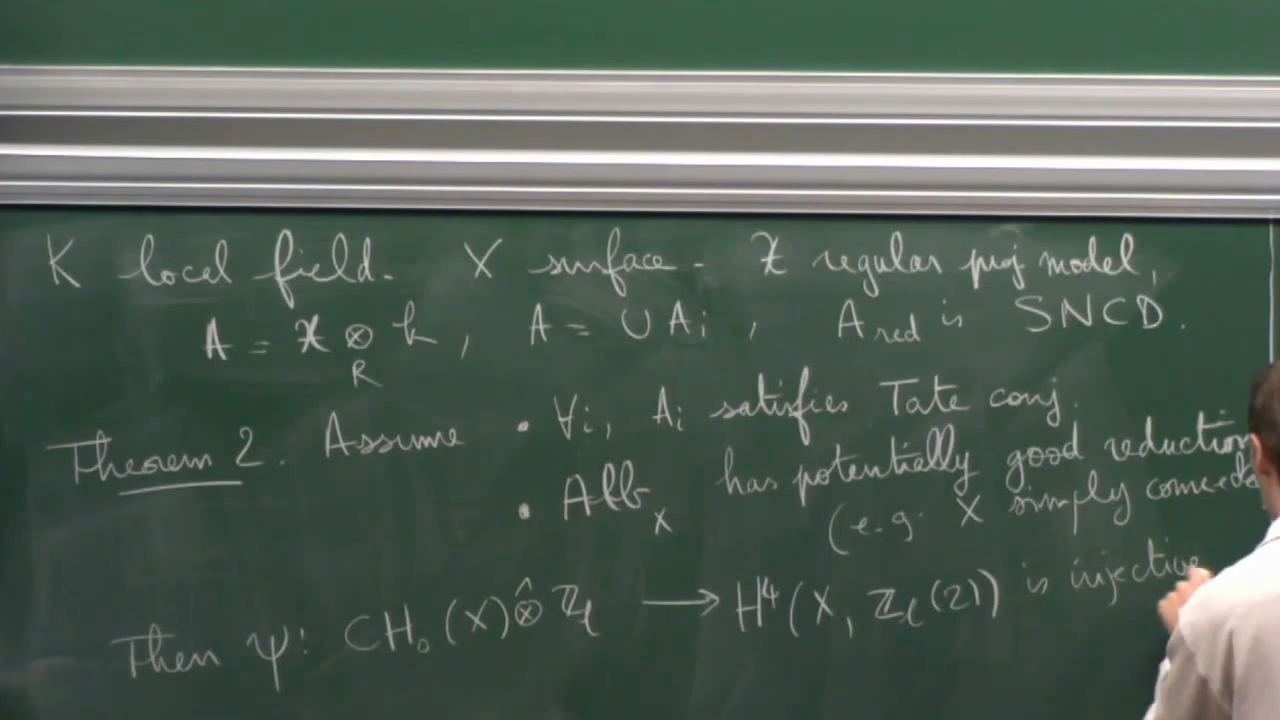 K local field. X surface - 𝒳 regular proj model,
A = 𝒳 ⊗_R k, A = ∪ A_i, A_red is SNCD.
Theorem 2. Assume • ∀i, A_i satisfies Tate conj.
• Alb_X has potentially good reduction
(e.g. X simply connected
Then ψ: CH_0(X) ⊗̂ ℤ_ℓ → H⁴(X, ℤ_ℓ(2)) is injective